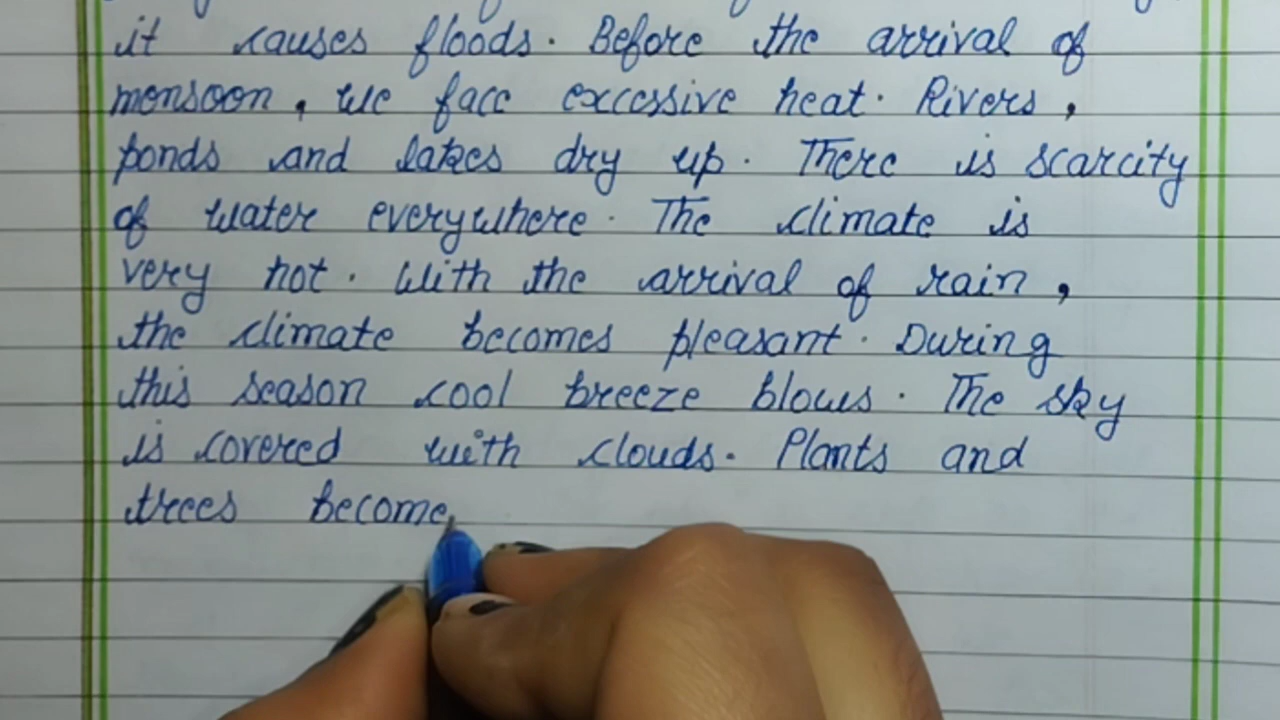 it causes floods. Before the arrival of
monsoon, we face excessive heat. Rivers,
ponds and lakes dry up. There is scarcity
of water everywhere. The climate is
very hot. With the arrival of rain,
the climate becomes pleasant. During
this season cool breeze blows. The sky
is covered with clouds. Plants and
trees become